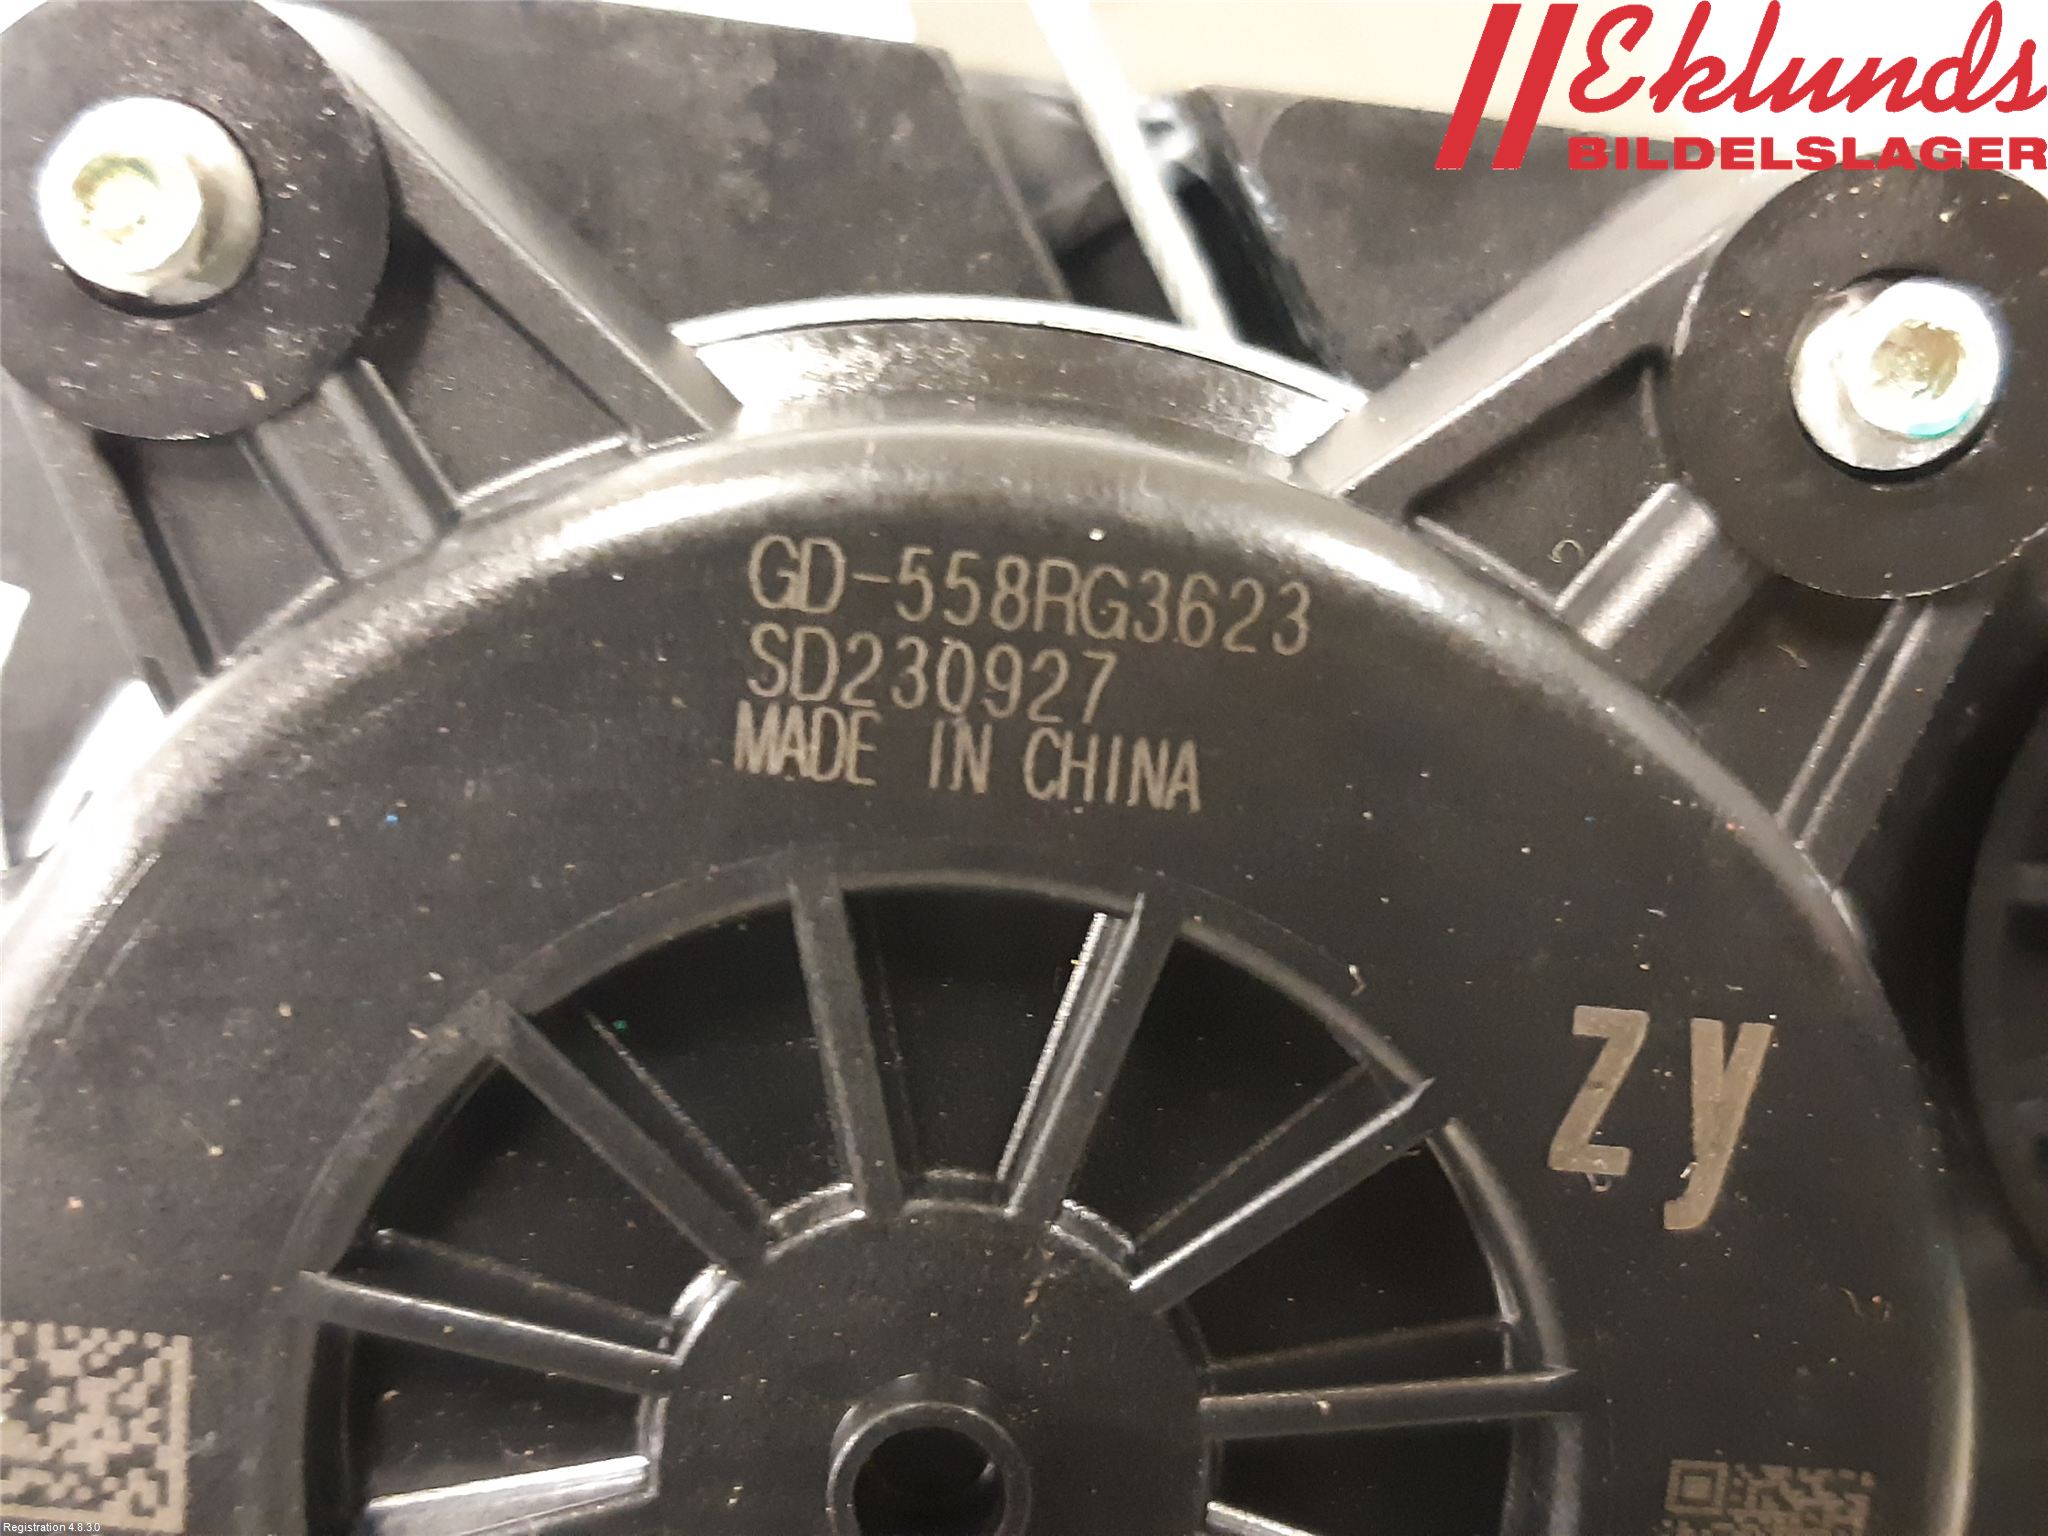 Eklunds
BILDELSLAGER
GD-558RG3623
SD230927
MADE IN CHINA
ZY
Registration 4.8.3.0